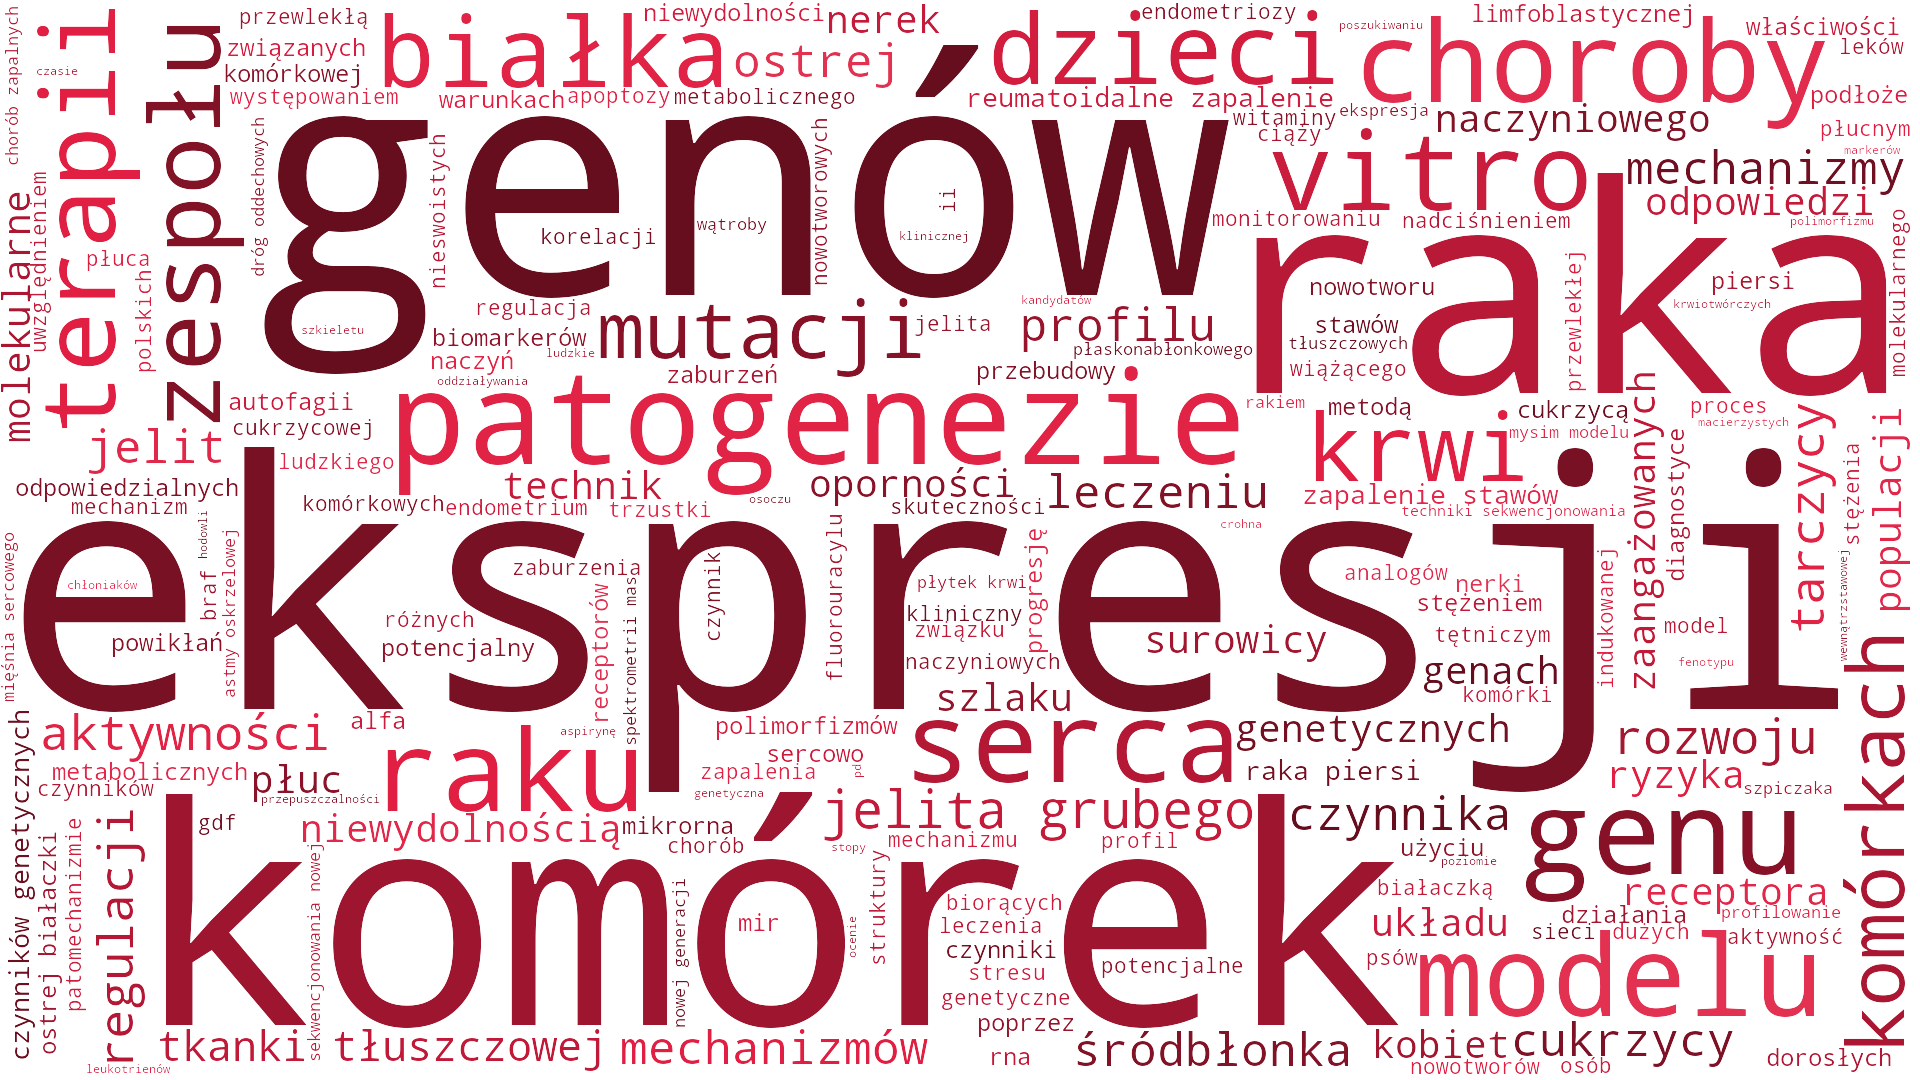 przewlekłą
białka
niewydolności
nerek
dzieci
endometriozy
poszukiwaniu
limfoblastycznej
właściwości
chorób zapalnych
czasie
terapii
zespołu
związanych
komórkowej
występowaniem
ostrej
warunkach
apoptozy
metabolicznego
reumatoidalne zapalenie
choroby
leków
podłoże
witaminy
ekspresja
ciąży
naczyniowego
płucnym
markerów
genów
vitro
mechanizmy
odpowiedzi
polimorfizmu
molekularne
uwzględnieniem
dróg oddechowych
nieswoistych
nowotworowych
ii
korelacji
wątroby
klinicznej
monitorowaniu
nadciśnieniem
płuca
polskich
raka
molekularnego
przewlekłej
piersi
nowotworu
krwiotwórczych
szkieletu
regulacja
biomarkerów
naczyń
ludzkie
oddziaływania
mutacji
jelita
kandydatów
profilu
płaskonabłonkowego
stawów
tłuszczowych
wiążącego
zaburzeń
przebudowy
autofagii
cukrzycowej
patogenezie
rakiem
metodą
cukrzycą
zaangażowanych
proces
macierzystych
mysim modelu
jelit
ludzkiego
krwi
diagnostyce
tarczycy
populacji
odpowiedzialnych
mechanizm
komórkowych
technik
endometrium
trzustki
osoczu
oporności
skuteczności
leczeniu
zapalenie stawów
techniki sekwencjonowania
crohna
stężenia
mięśnia sercowego
hodowli
ekspresji
chłoniaków
braf
astmy oskrzelowej
powikłań
zaburzenia
różnych
potencjalny
receptorów
spektrometrii mas
czynnik
fluorouracylu
płytek krwi
kliniczny
związku
naczyniowych
progresję
surowicy
analogów
nerki
stężeniem
tętniczym
genach
komórki
indukowanej
model
fenotypu
wewnątrzstawowej
szlaku
aktywności
alfa
raku
aspirynę
polimorfizmów
sercowo
serca
genetycznych
rozwoju
komórkach
czynników genetycznych
metabolicznych
czynników
płuc
przepuszczalności
zapalenia
pd
genetyczna
raka piersi
ryzyka
szpiczaka
gdf
niewydolnością
mikrorna
chorób
jelita grubego
stopy
mechanizmu
profil
czynnika
genu
użyciu
poziomie
ostrej białaczki
patomechanizmie
regulacji
komórek
sekwencjonowania nowej
nowej generacji
mir
ocenie
struktury
biorących
leczenia
czynniki
stresu
genetyczne
poprzez
potencjalne
białaczką
układu
psów
receptora
działania
profilowanie
sieci
dużych
aktywność
modelu
leukotrienów
tkanki tłuszczowej
mechanizmów
rna
śródbłonka
kobiet
cukrzycy
nowotworów
osób
dorosłych